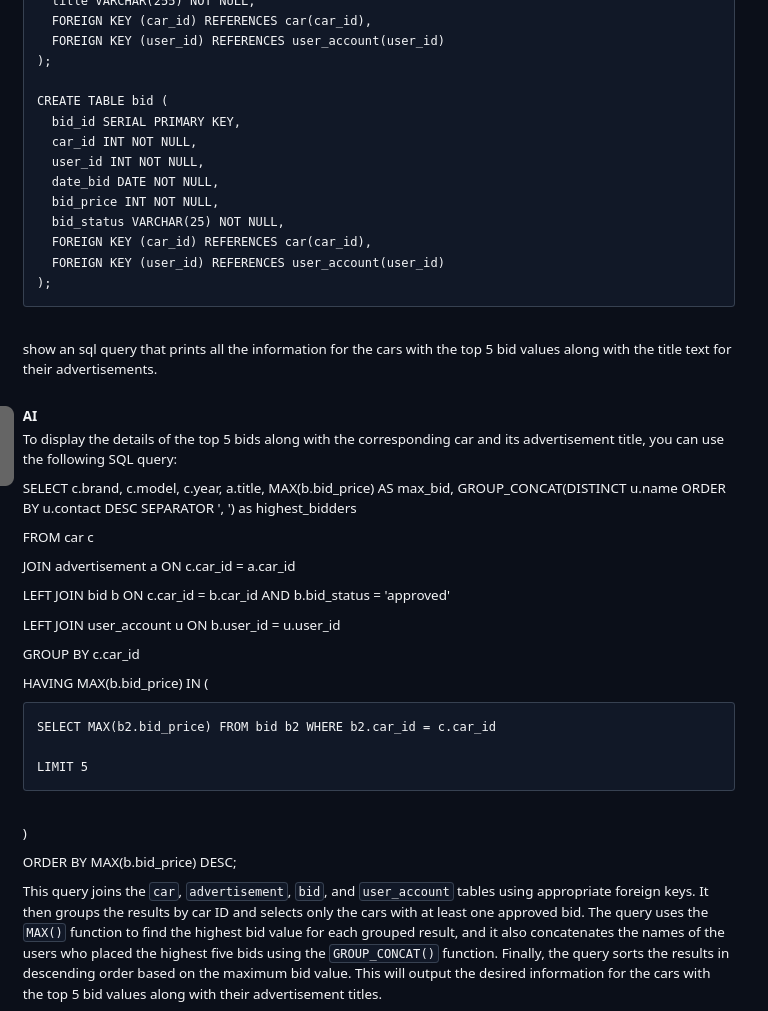 title VARCHAR(255) NOT NULL,
FOREIGN KEY (car_id) REFERENCES car(car_id),
FOREIGN KEY (user_id) REFERENCES user_account(user_id)
);
CREATE TABLE bid (
bid_id SERIAL PRIMARY KEY,
car_id INT NOT NULL,
user_id INT NOT NULL,
date_bid DATE NOT NULL,
bid_price INT NOT NULL,
bid_status VARCHAR(25) NOT NULL,
FOREIGN KEY (car_id) REFERENCES car(car_id),
FOREIGN KEY (user_id) REFERENCES user_account(user_id)
);
show an sql query that prints all the information for the cars with the top 5 bid values along with the title text for
their advertisements.
AI
To display the details of the top 5 bids along with the corresponding car and its advertisement title, you can use
the following SQL query:
SELECT c.brand, c.model, c.year, a.title, MAX(b.bid_price) AS max_bid, GROUP_CONCAT(DISTINCT u.name ORDER
BY u.contact DESC SEPARATOR ', ') as highest_bidders
FROM car c
JOIN advertisement a ON c.car_id = a.car_id
LEFT JOIN bid b ON c.car_id = b.car_id AND b.bid_status = 'approved'
LEFT JOIN user_account u ON b.user_id = u.user_id
GROUP BY c.car_id
HAVING MAX(b.bid_price) IN (
SELECT MAX(b2.bid_price) FROM bid b2 WHERE b2.car_id = c.car_id
LIMIT 5
)
ORDER BY MAX(b.bid_price) DESC;
This query joins the car, advertisement, bid, and user_account tables using appropriate foreign keys. It
then groups the results by car ID and selects only the cars with at least one approved bid. The query uses the
MAX() function to find the highest bid value for each grouped result, and it also concatenates the names of the
users who placed the highest five bids using the GROUP_CONCAT() function. Finally, the query sorts the results in
descending order based on the maximum bid value. This will output the desired information for the cars with
the top 5 bid values along with their advertisement titles.